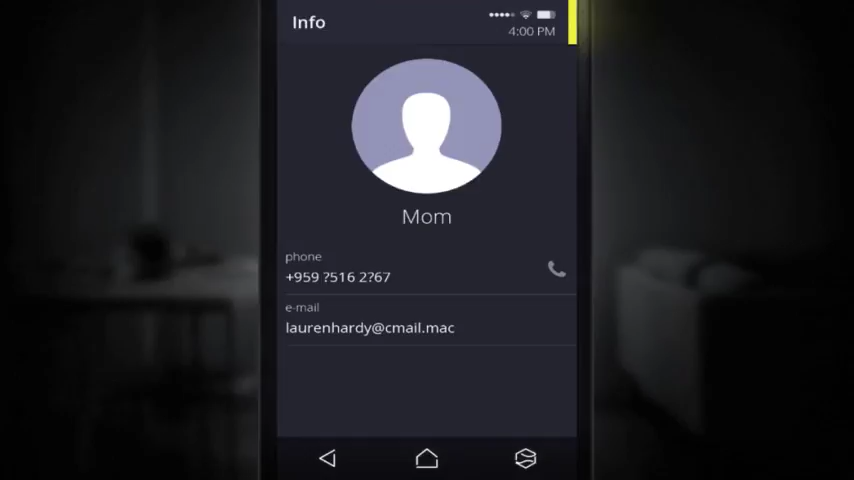 Info
4:00 PM
Mom
phone
+959 ?516 2?67
e-mail
laurenhardy@cmail.mac